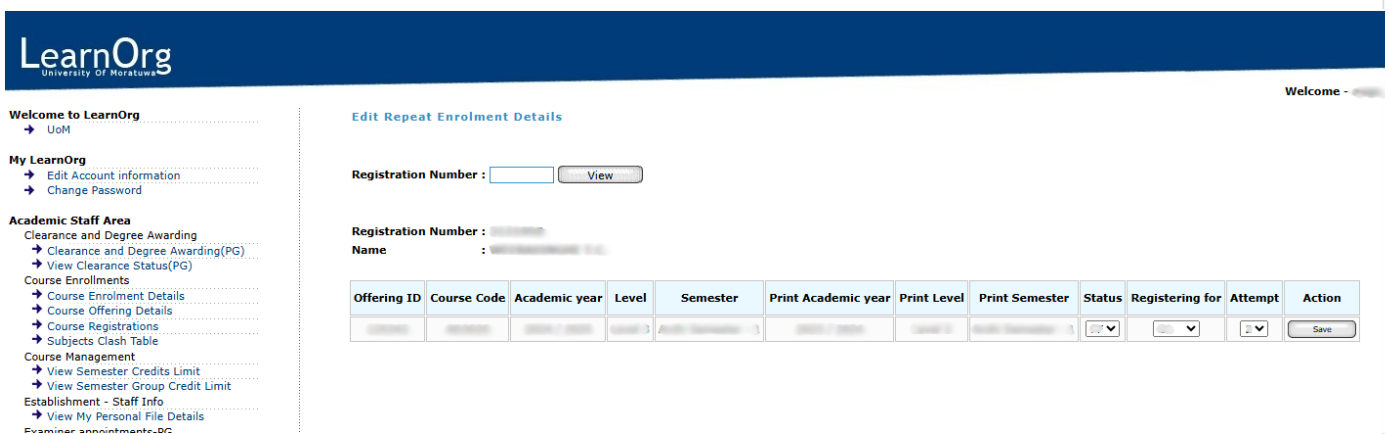 LearnOrg
University Of Moratuwa
Welcome -
Welcome to LearnOrg
UoM
My LearnOrg
Edit Account information
Change Password
Academic Staff Area
Clearance and Degree Awarding
Clearance and Degree Awarding(PG)
View Clearance Status(PG)
Course Enrollments
Course Enrolment Details
Course Offering Details
Course Registrations
Subjects Clash Table
Course Management
View Semester Credits Limit
View Semester Group Credit Limit
Establishment - Staff Info
View My Personal File Details
Examiner appointments-PG
Edit Repeat Enrolment Details
Registration Number : View
Registration Number :
Name :
Offering ID Course Code Academic year Level Semester Print Academic year Print Level Print Semester Status Registering for Attempt Action
Save